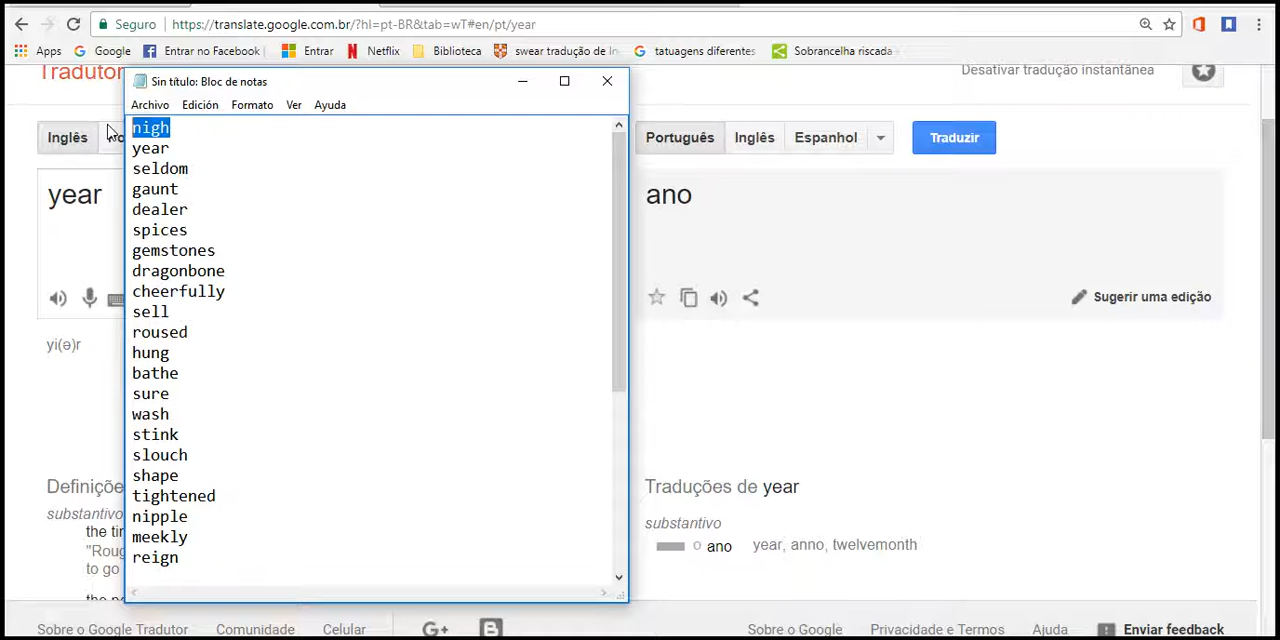 Seguro https://translate.google.com.br/?hl=pt-BR&tab=wT#en/pt/year
Apps Google Entrar no Facebook Entrar Netflix Biblioteca swear tradução de In tatuagens diferentes Sobrancelha riscada
Tradutor
Desativar tradução instantânea
Sin título: Bloc de notas
Archivo Edición Formato Ver Ayuda
nigh
year
seldom
gaunt
dealer
spices
gemstones
dragonbone
cheerfully
sell
roused
hung
bathe
sure
wash
stink
slouch
shape
tightened
nipple
meekly
reign
Inglês
Português Inglês Espanhol Traduzir
year
ano
Sugerir uma edição
yi(ə)r
Definiçõe
substantivo
the tir
"Roug
to go
Traduções de year
substantivo
o ano year, anno, twelvemonth
Sobre o Google Tradutor Comunidade Celular G+ B Sobre o Google Privacidade e Termos Ajuda Enviar feedback